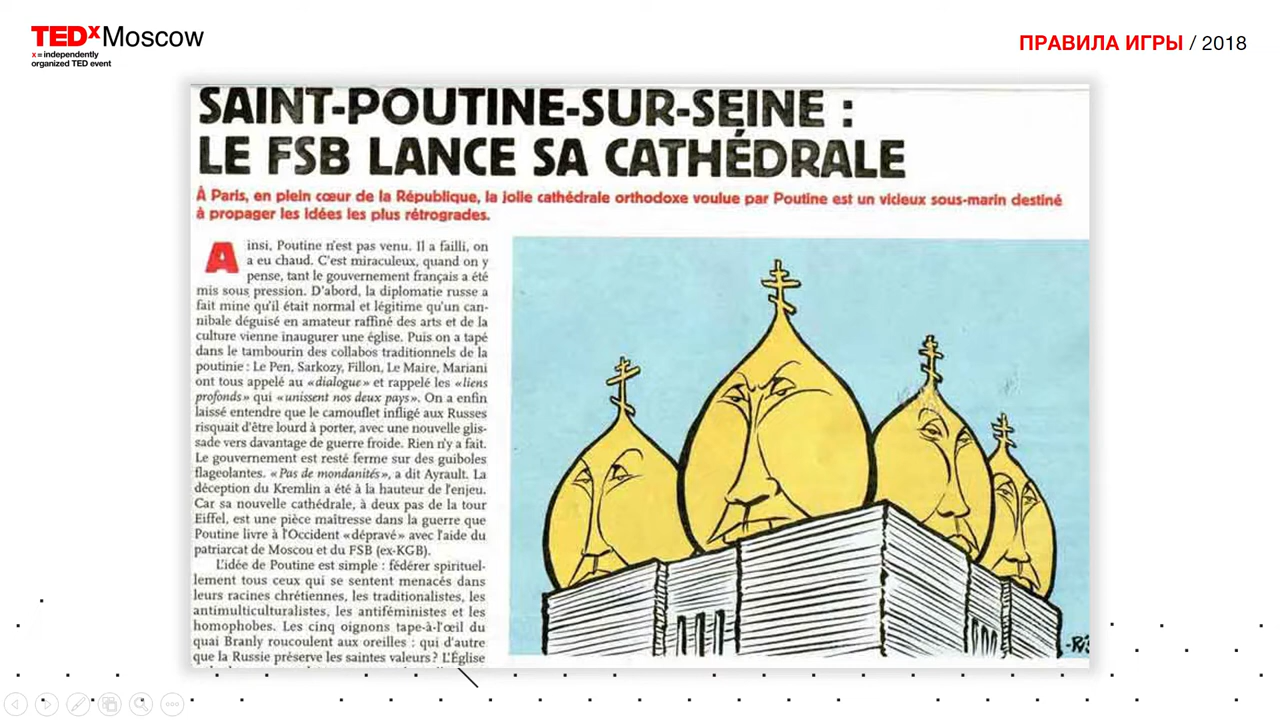 TEDxMoscow
x = independently
organized TED event
ПРАВИЛА ИГРЫ / 2018
SAINT-POUTINE-SUR-SEINE :
LE FSB LANCE SA CATHÉDRALE
À Paris, en plein cœur de la République, la jolie cathédrale orthodoxe voulue par Poutine est un vicieux sous-marin destiné
à propager les idées les plus rétrogrades.
Ainsi, Poutine n'est pas venu. Il a failli, on
a eu chaud. C'est miraculeux, quand on y
pense, tant le gouvernement français a été
mis sous pression. D'abord, la diplomatie russe a
fait mine qu'il était normal et légitime qu'un can-
nibale déguisé en amateur raffiné des arts et de la
culture vienne inaugurer une église. Puis on a tapé
dans le tambourin des collabos traditionnels de la
poutinie : Le Pen, Sarkozy, Fillon, Le Maire, Mariani
ont tous appelé au «dialogue» et rappelé les «liens
profonds» qui «unissent nos deux pays». On a enfin
laissé entendre que le camouflet infligé aux Russes
risquait d'être lourd à porter, avec une nouvelle glis-
sade vers davantage de guerre froide. Rien n'y a fait.
Le gouvernement est resté ferme sur des guiboles
flageolantes. «Pas de mondanités», a dit Ayrault. La
déception du Kremlin a été à la hauteur de l'enjeu.
Car sa nouvelle cathédrale, à deux pas de la tour
Eiffel, est une pièce maîtresse dans la guerre que
Poutine livre à l'Occident «dépravé» avec l'aide du
patriarcat de Moscou et du FSB (ex-KGB).
L'idée de Poutine est simple : fédérer spirituel-
lement tous ceux qui se sentent menacés dans
leurs racines chrétiennes, les traditionalistes, les
antimulticulturalistes, les antiféministes et les
homophobes. Les cinq oignons tape-à-l'œil du
quai Branly roucoulent aux oreilles : qui d'autre
que la Russie préserve les saintes valeurs? L'Église